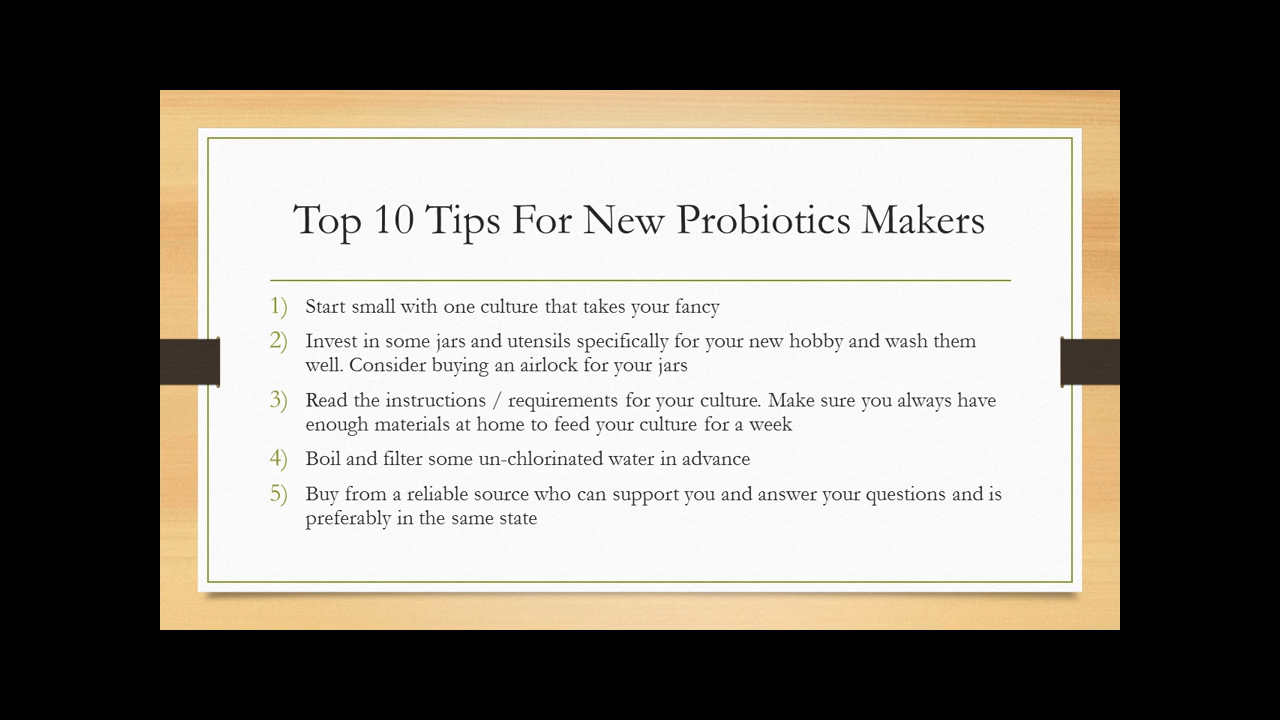 Top 10 Tips For New Probiotics Makers
1) Start small with one culture that takes your fancy
2) Invest in some jars and utensils specifically for your new hobby and wash them
well. Consider buying an airlock for your jars
3) Read the instructions / requirements for your culture. Make sure you always have
enough materials at home to feed your culture for a week
4) Boil and filter some un-chlorinated water in advance
5) Buy from a reliable source who can support you and answer your questions and is
preferably in the same state